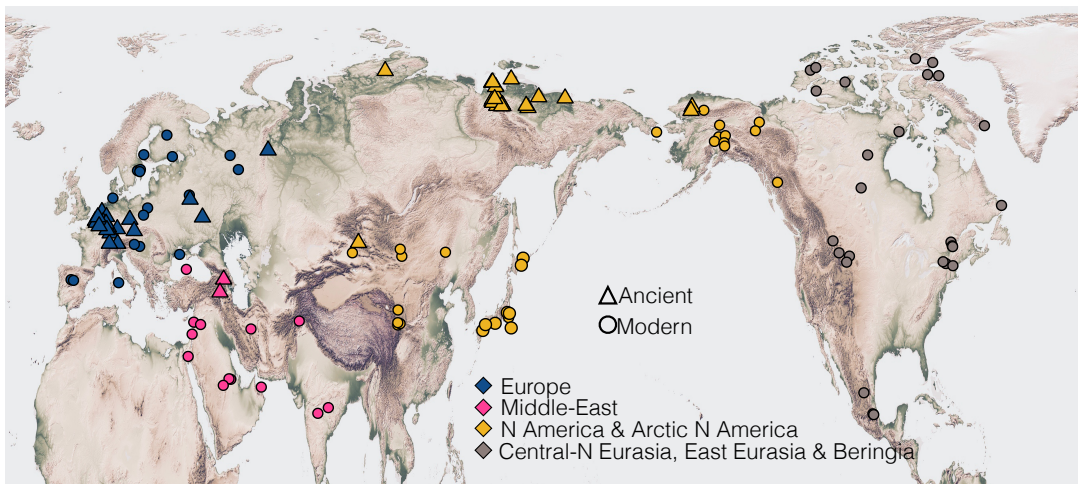 Ancient
Modern
Europe
Middle-East
N America & Arctic N America
Central-N Eurasia, East Eurasia & Beringia